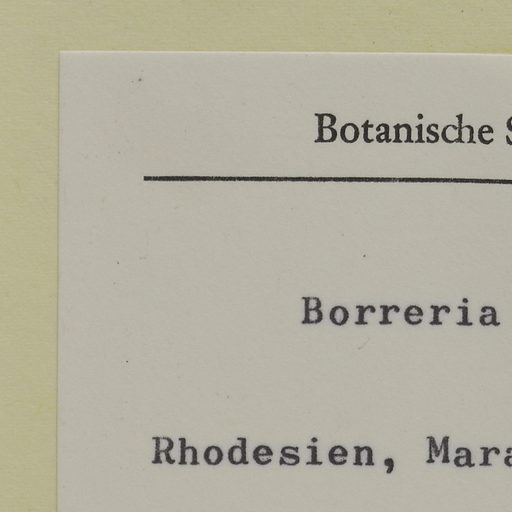 Botanische
Borreria
Rhodesien,